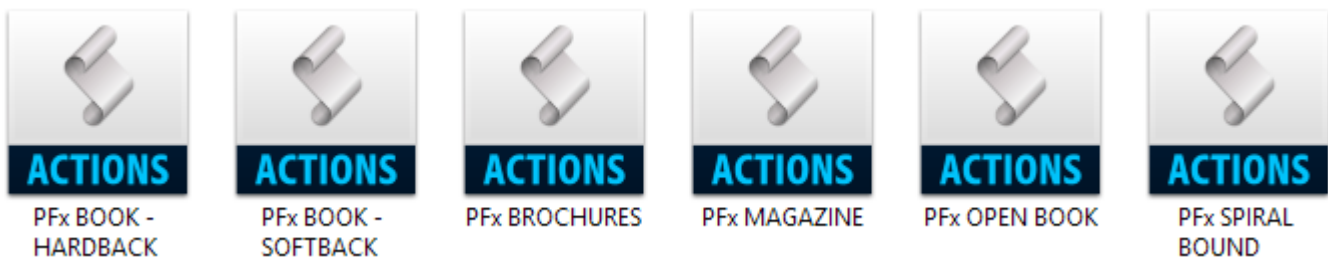 ACTIONS
PFx BOOK -
HARDBACK
ACTIONS
PFx BOOK -
SOFTBACK
ACTIONS
PFx BROCHURES
ACTIONS
PFx MAGAZINE
ACTIONS
PFx OPEN BOOK
ACTIONS
PFx SPIRAL
BOUND